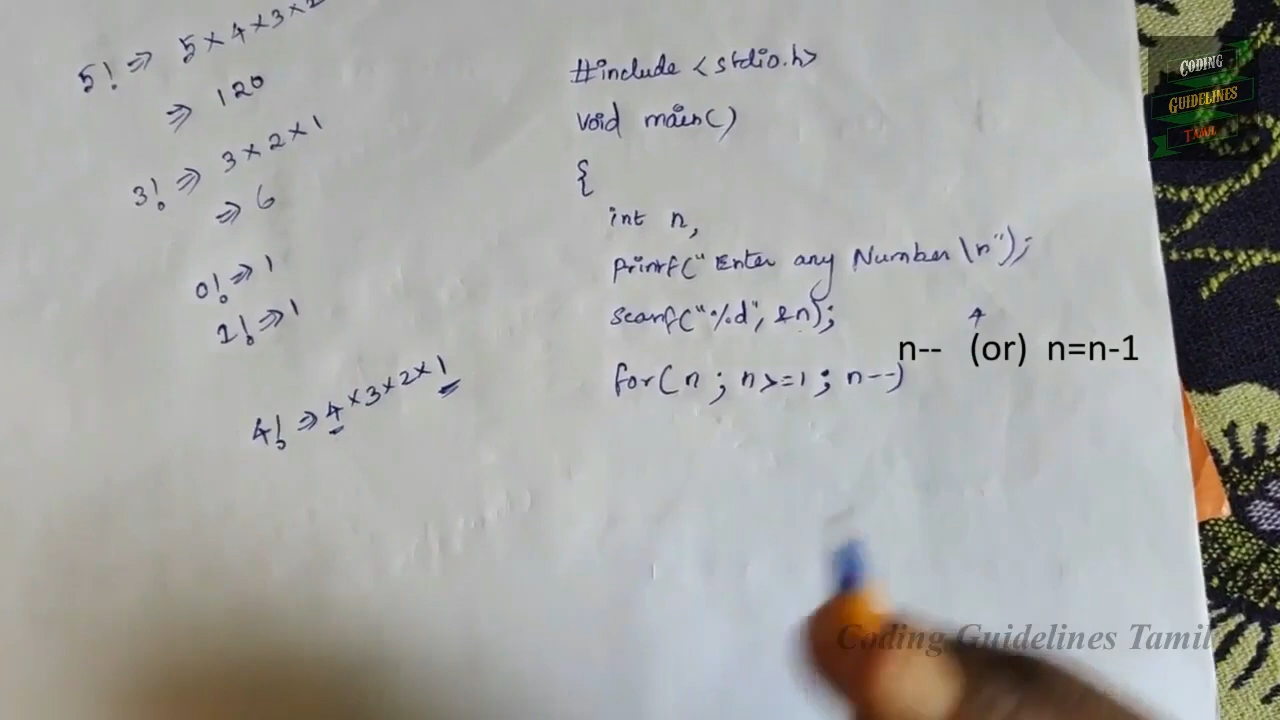 5! => 5 × 4 × 3 × 2
=> 120
3! => 3 × 2 × 1
=> 6
0! => 1
1! => 1
4! => 4 × 3 × 2 × 1
#include <stdio.h>
void main()
{
int n,
printf("Enter any Number \n");
scanf("%d", &n);
4
n-- (or) n=n-1
for(n ; n>=1 ; n--)
CODING
GUIDELINES
TAMIL
Coding Guidelines Tamil